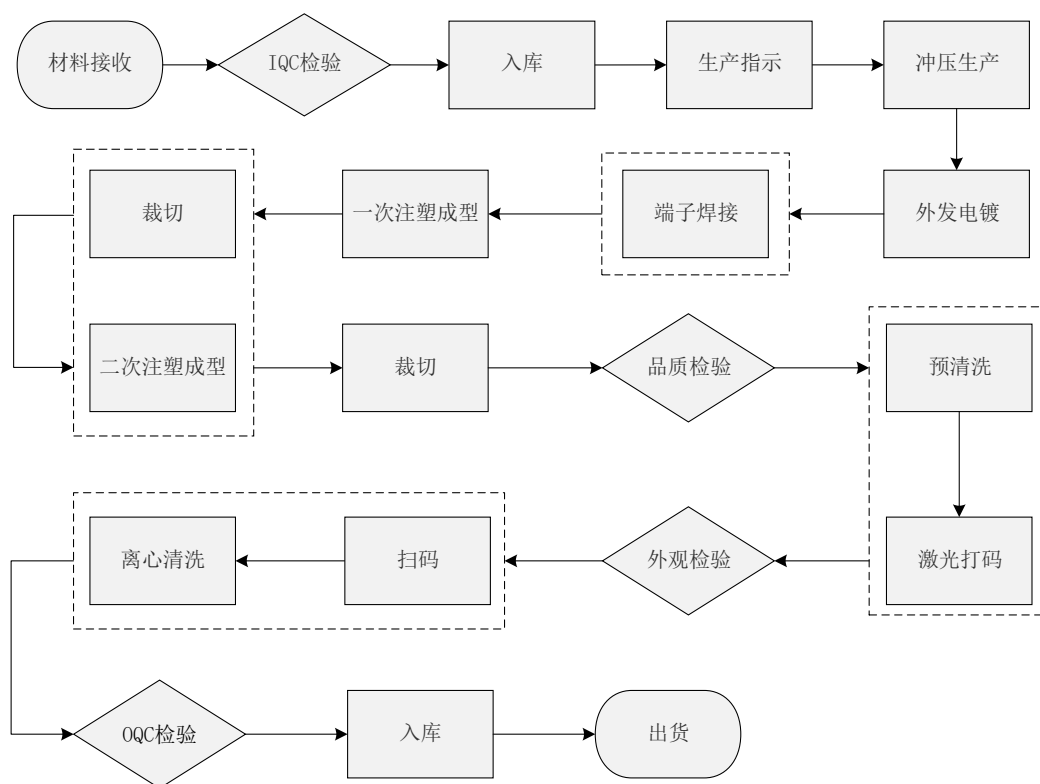 材料接收
IQC检验
入库
生产指示
冲压生产
外发电镀
端子焊接
一次注塑成型
裁切
二次注塑成型
裁切
品质检验
预清洗
激光打码
外观检验
扫码
离心清洗
OQC检验
入库
出货